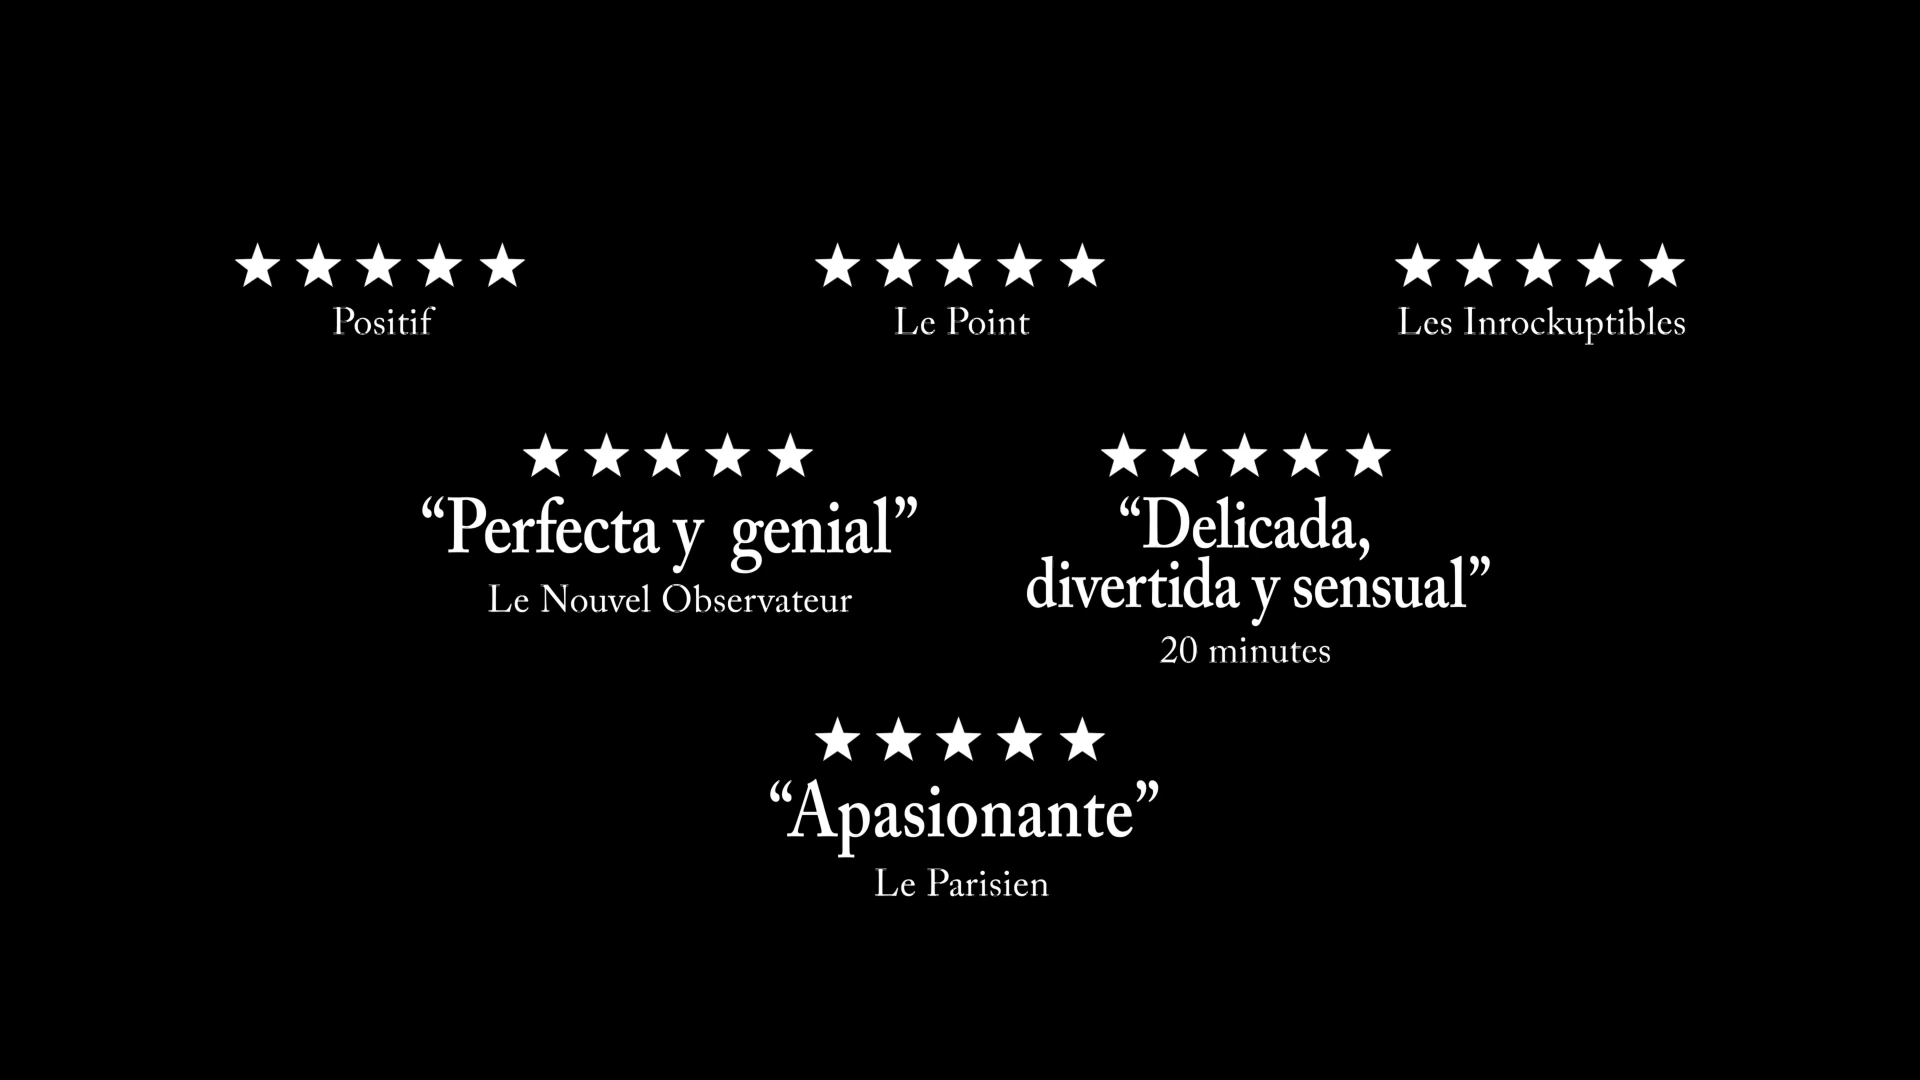 Positif
Le Point
Les Inrockuptibles
“Perfecta y genial”
Le Nouvel Observateur
“Delicada,
divertida y sensual”
20 minutes
“Apasionante”
Le Parisien